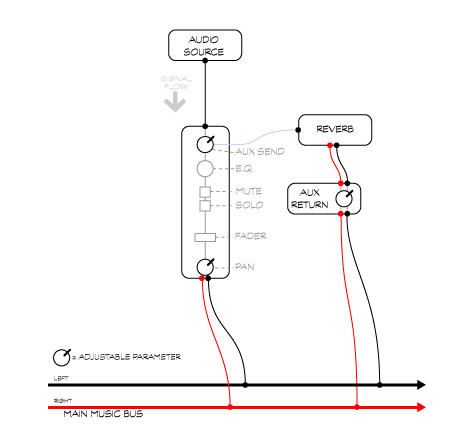 AUDIO
SOURCE
SIGNAL
FLOW
REVERB
AUX SEND
E.Q.
MUTE
SOLO
AUX
RETURN
FADER
PAN
= ADJUSTABLE PARAMETER
LEFT
RIGHT
MAIN MUSIC BUS